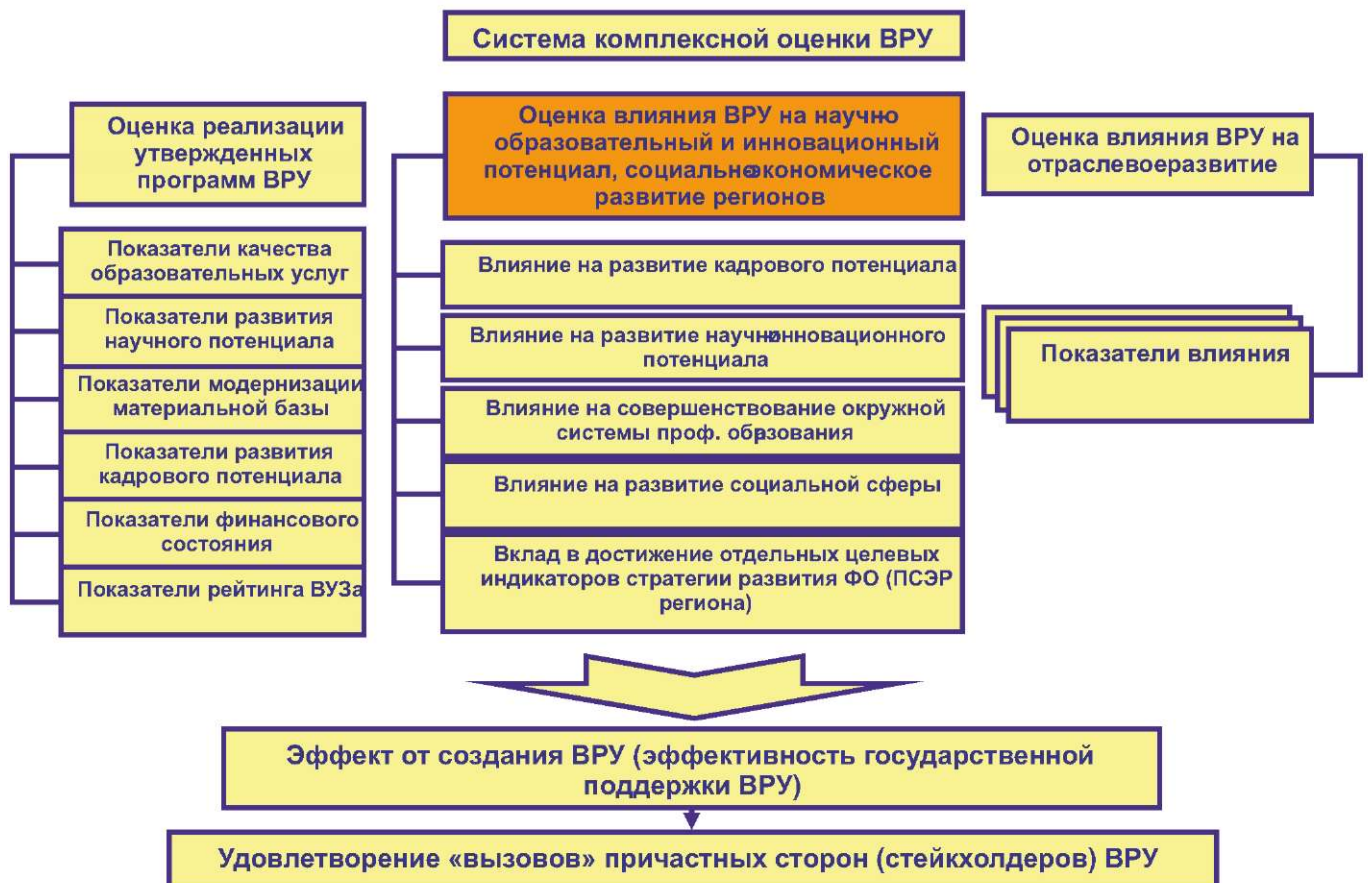 Система комплексной оценки ВРУ
Оценка реализации
утвержденных
программ ВРУ
Показатели качества
образовательных услуг
Показатели развития
научного потенциала
Показатели модернизации
материальной базы
Показатели развития
кадрового потенциала
Показатели финансового
состояния
Показатели рейтинга ВУЗа
Оценка влияния ВРУ на научно
образовательный и инновационный
потенциал, социально-экономическое
развитие регионов
Влияние на развитие кадрового потенциала
Влияние на развитие научно-инновационного
потенциала
Влияние на совершенствование окружной
системы проф. образования
Влияние на развитие социальной сферы
Вклад в достижение отдельных целевых
индикаторов стратегии развития ФО (ПСЭР
региона)
Оценка влияния ВРУ на
отраслевоеразвитие
Показатели влияния
Эффект от создания ВРУ (эффективность государственной
поддержки ВРУ)
Удовлетворение «вызовов» причастных сторон (стейкхолдеров) ВРУ